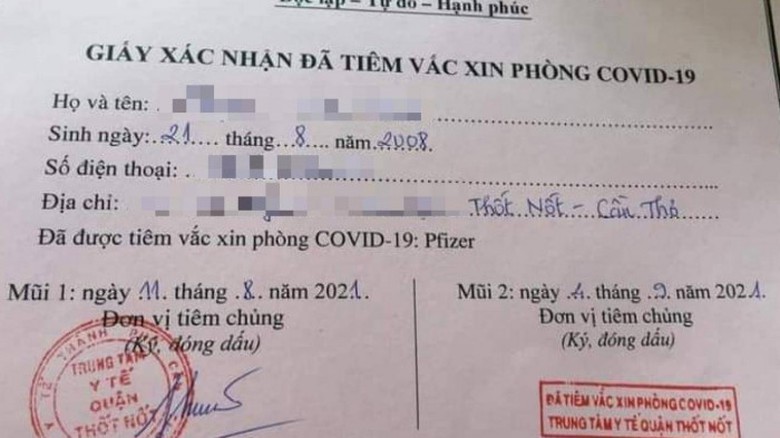 Độc lập – Tự do – Hạnh phúc
GIẤY XÁC NHẬN ĐÃ TIÊM VẮC XIN PHÒNG COVID-19
Họ và tên:
Sinh ngày: 21 tháng 8 năm 2008.
Số điện thoại:
Địa chỉ: Thốt Nốt - Cần Thơ
Đã được tiêm vắc xin phòng COVID-19: Pfizer
Mũi 1: ngày 11 tháng 8 năm 2021.
Đơn vị tiêm chủng
(Ký, đóng dấu)
TRUNG TÂM
Y TẾ
QUẬN
THỐT NỐT
Mũi 2: ngày 4 tháng 9 năm 2021.
Đơn vị tiêm chủng
(Ký, đóng dấu)
ĐÃ TIÊM VẮC XIN PHÒNG COVID-19
TRUNG TÂM Y TẾ QUẬN THỐT NỐT